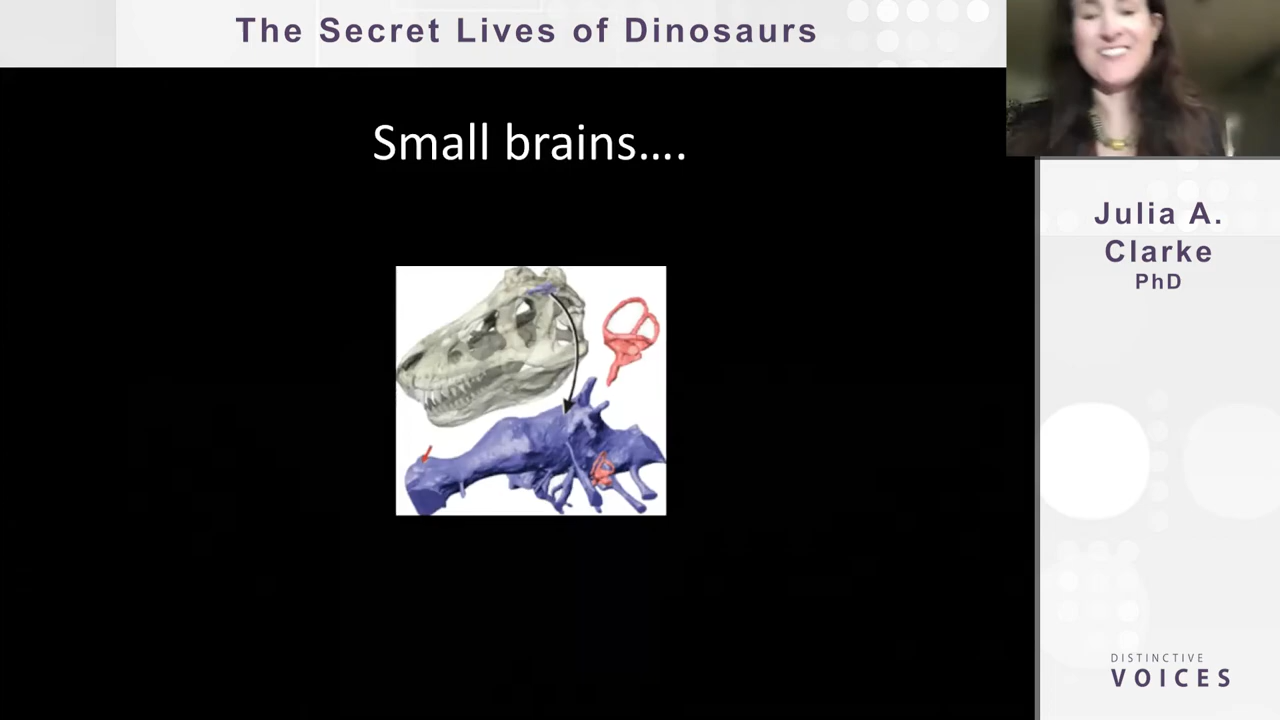 The Secret Lives of Dinosaurs
Small brains....
Julia A.
Clarke
PhD
DISTINCTIVE
VOICES